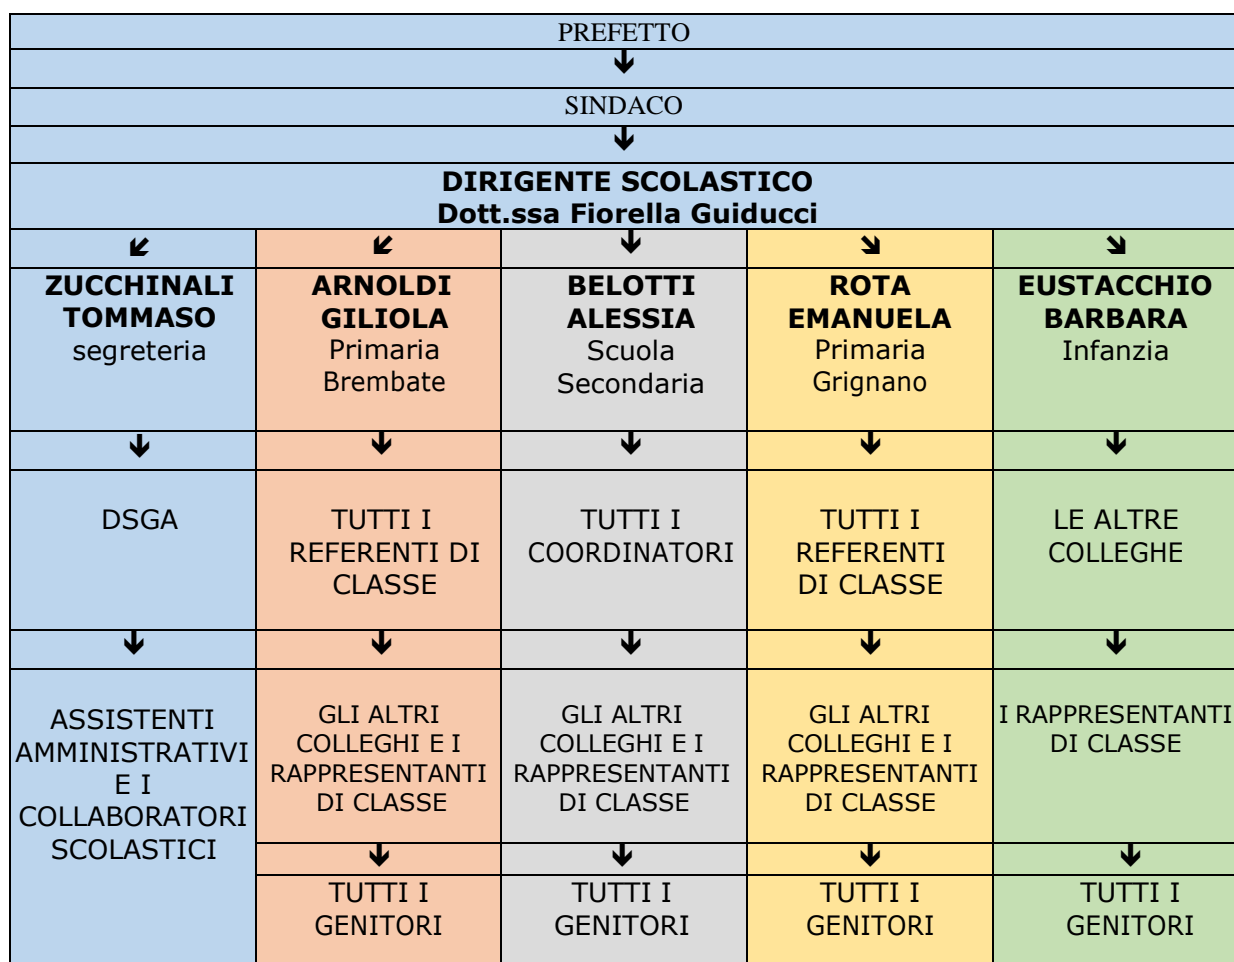 PREFETTO
SINDACO
DIRIGENTE SCOLASTICO
Dott.ssa Fiorella Guiducci
ZUCCHINALI
TOMMASO
segreteria
ARNOLDI
GILIOLA
Primaria
Brembate
BELOTTI
ALESSIA
Scuola
Secondaria
ROTA
EMANUELA
Primaria
Grignano
EUSTACCHIO
BARBARA
Infanzia
DSGA
TUTTI I
REFERENTI DI
CLASSE
TUTTI I
COORDINATORI
TUTTI I
REFERENTI
DI CLASSE
LE ALTRE
COLLEGHE
ASSISTENTI
AMMINISTRATIVI
E I
COLLABORATORI
SCOLASTICI
GLI ALTRI
COLLEGHI E I
RAPPRESENTANTI
DI CLASSE
GLI ALTRI
COLLEGHI E I
RAPPRESENTANTI
DI CLASSE
GLI ALTRI
COLLEGHI E I
RAPPRESENTANTI
DI CLASSE
I RAPPRESENTANTI
DI CLASSE
TUTTI I
GENITORI
TUTTI I
GENITORI
TUTTI I
GENITORI
TUTTI I
GENITORI